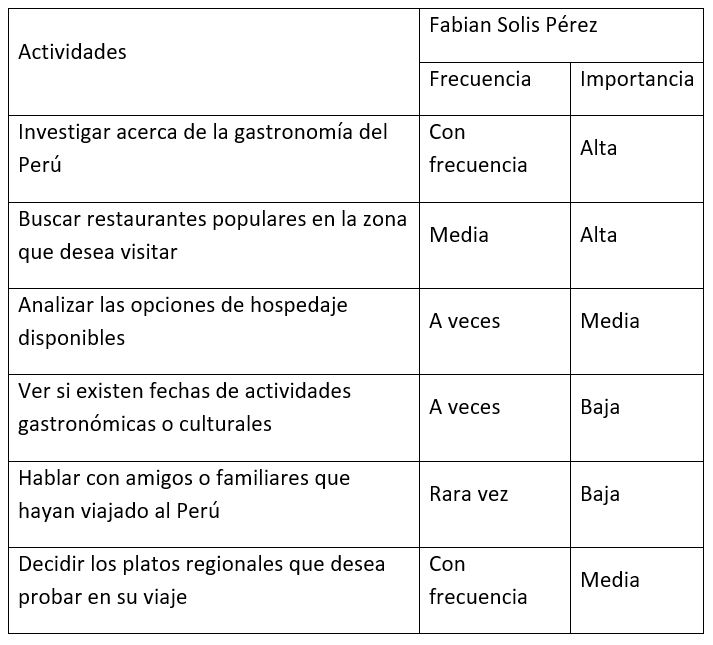 Actividades
Fabian Solis Pérez
Frecuencia
Importancia
Investigar acerca de la gastronomía del
Perú
Con
frecuencia
Alta
Buscar restaurantes populares en la zona
que desea visitar
Media
Alta
Analizar las opciones de hospedaje
disponibles
A veces
Media
Ver si existen fechas de actividades
gastronómicas o culturales
A veces
Baja
Hablar con amigos o familiares que
hayan viajado al Perú
Rara vez
Baja
Decidir los platos regionales que desea
probar en su viaje
Con
frecuencia
Media